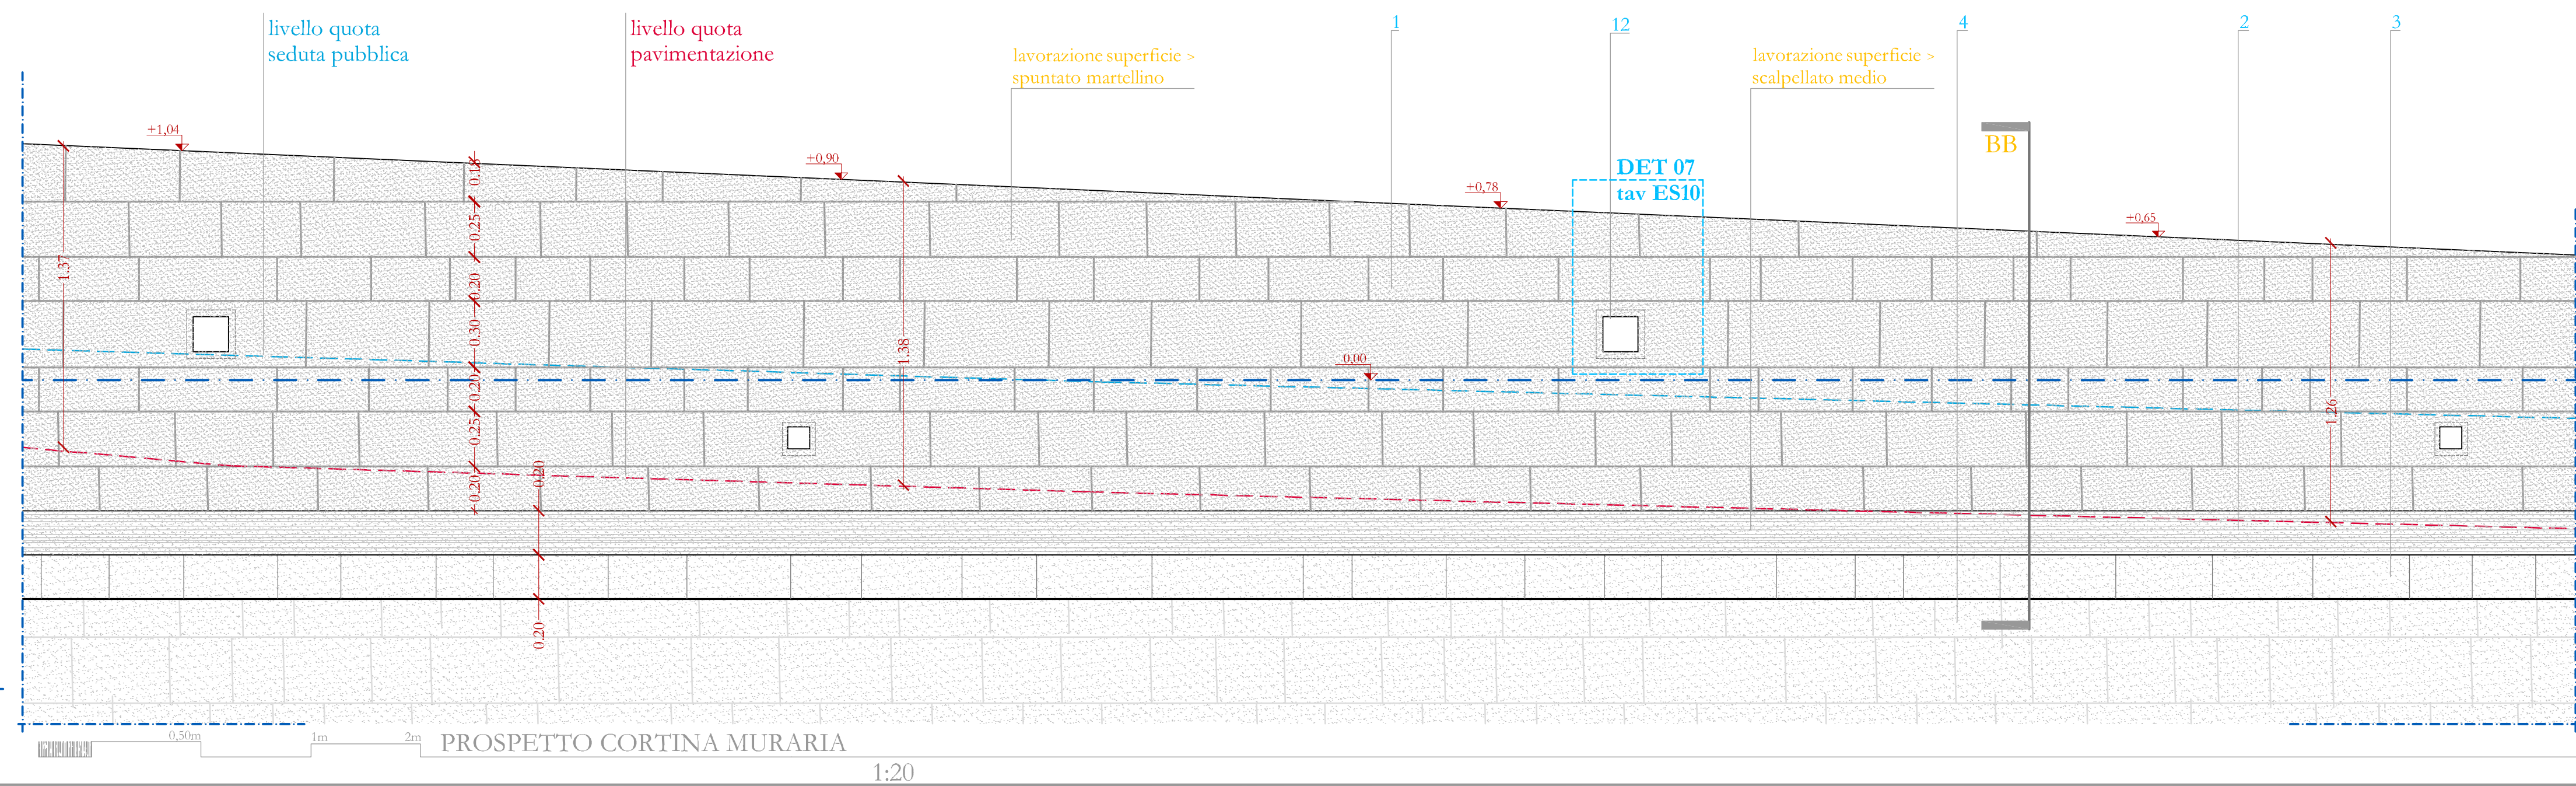 livello quota
seduta pubblica
livello quota
pavimentazione
lavorazione superficie >
spuntato martellino
1
12
lavorazione superficie >
scalpellato medio
4
2
3
BB
DET 07
tav ES10
+1,04
+0,90
+0,78
+0,65
0,00
1.37
0.18
0.25
0.20
0.30
0.20
0.25
0.20
0.20
0.20
1.38
1.26
0,50m
1m
2m
PROSPETTO CORTINA MURARIA
1:20